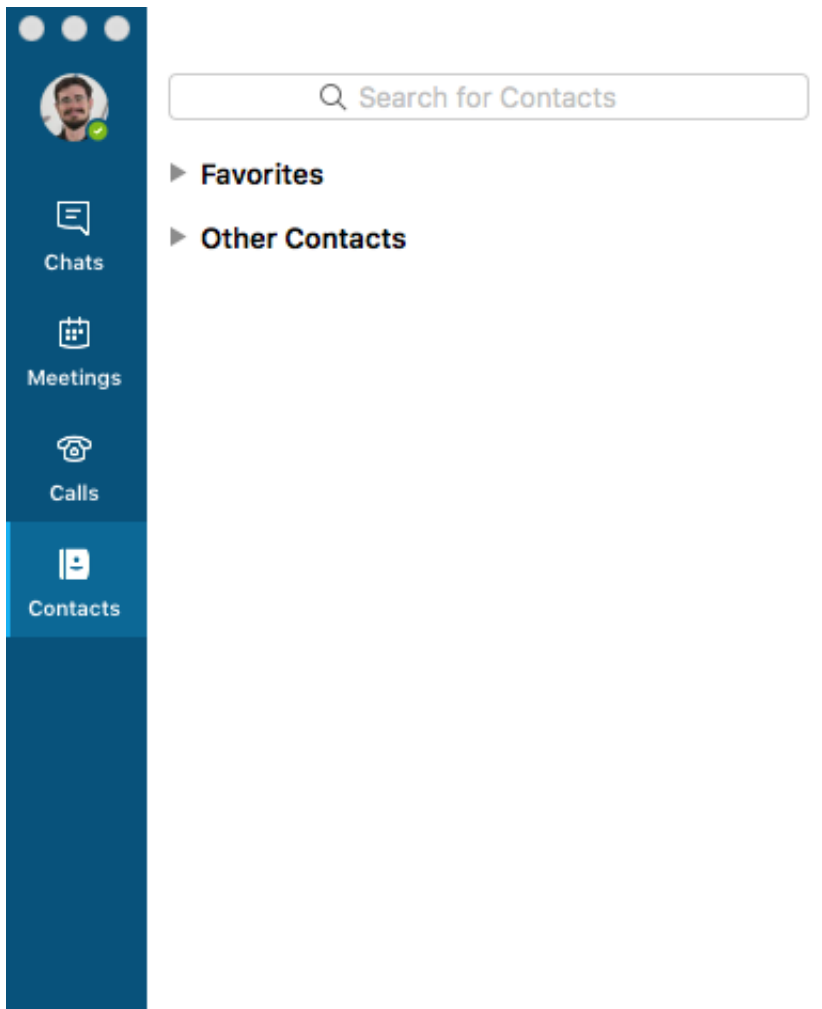 Search for Contacts
Favorites
Other Contacts
Chats
Meetings
Calls
Contacts